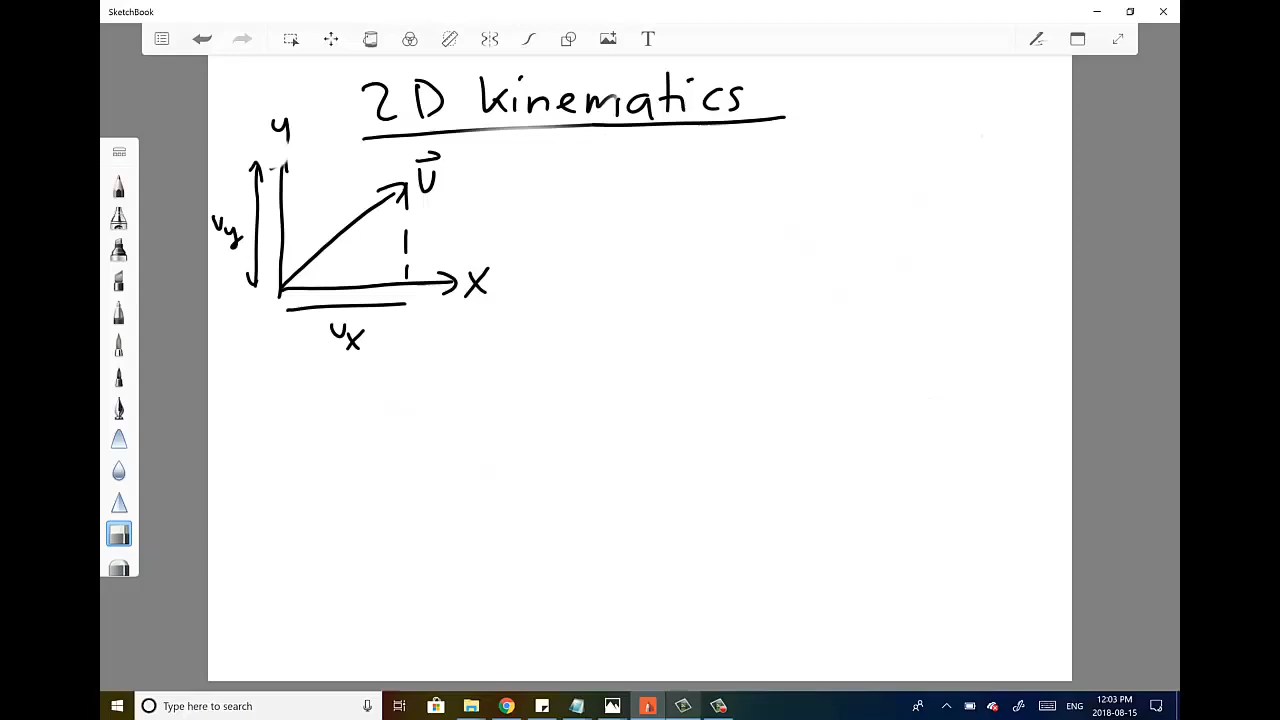 SketchBook
T
2D kinematics
y
v
vy
x
vx
Type here to search
ENG
12:03 PM
2018-08-15